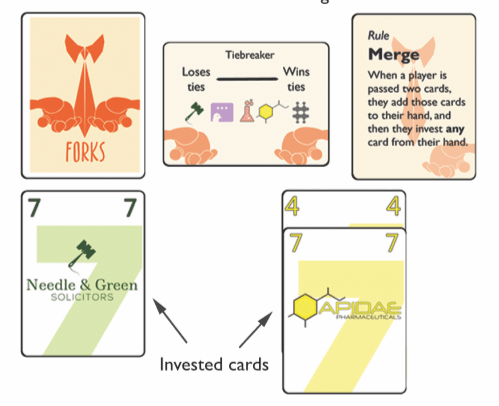 Tiebreaker
Loses
ties
Wins
ties
Rule
Merge
When a player is
passed two cards,
they add those cards
to their hand, and
then they invest any
card from their hand.
FORKS
7 7
Needle & Green
SOLICITORS
4 4
7 7
APIDAE
PHARMACEUTICALS
Invested cards